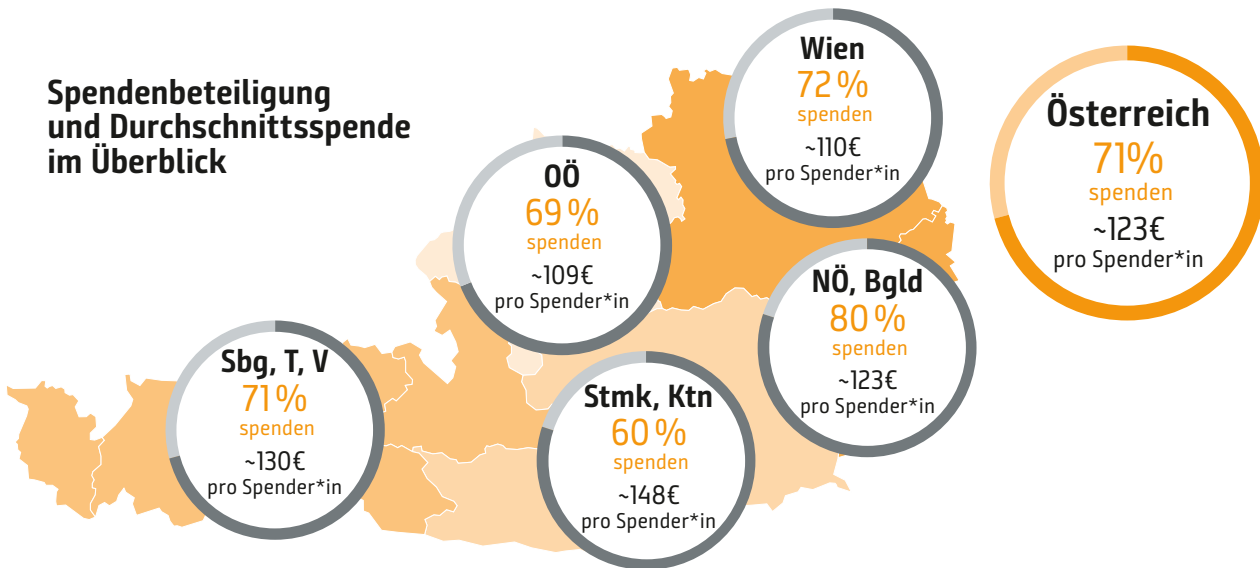 Spendenbeteiligung
und Durchschnittsspende
im Überblick
Wien
72 %
spenden
~110€
pro Spender*in
Österreich
71%
spenden
~123€
pro Spender*in
OÖ
69 %
spenden
~109€
pro Spender*in
NÖ, Bgld
80 %
spenden
~123€
pro Spender*in
Sbg, T, V
71 %
spenden
~130€
pro Spender*in
Stmk, Ktn
60 %
spenden
~148€
pro Spender*in